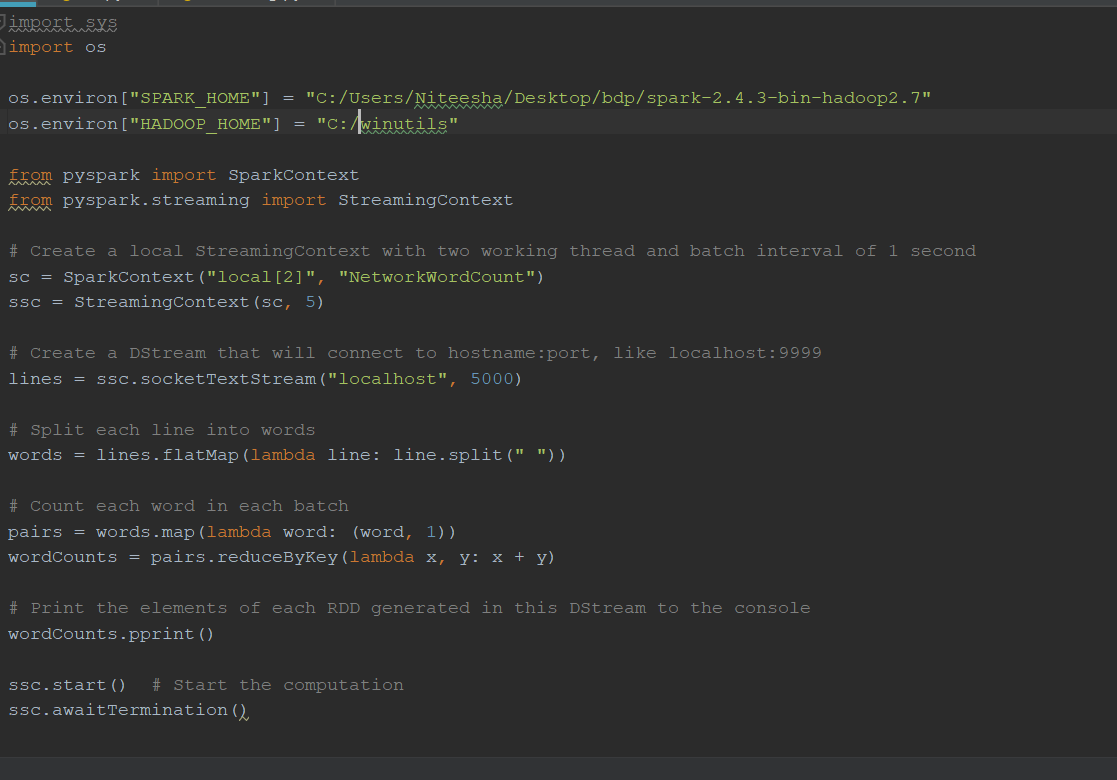 import sys
import os
os.environ["SPARK_HOME"] = "C:/Users/Niteesha/Desktop/bdp/spark-2.4.3-bin-hadoop2.7"
os.environ["HADOOP_HOME"] = "C:/winutils"
from pyspark import SparkContext
from pyspark.streaming import StreamingContext
# Create a local StreamingContext with two working thread and batch interval of 1 second
sc = SparkContext("local[2]", "NetworkWordCount")
ssc = StreamingContext(sc, 5)
# Create a DStream that will connect to hostname:port, like localhost:9999
lines = ssc.socketTextStream("localhost", 5000)
# Split each line into words
words = lines.flatMap(lambda line: line.split(" "))
# Count each word in each batch
pairs = words.map(lambda word: (word, 1))
wordCounts = pairs.reduceByKey(lambda x, y: x + y)
# Print the elements of each RDD generated in this DStream to the console
wordCounts.pprint()
ssc.start()  # Start the computation
ssc.awaitTermination()